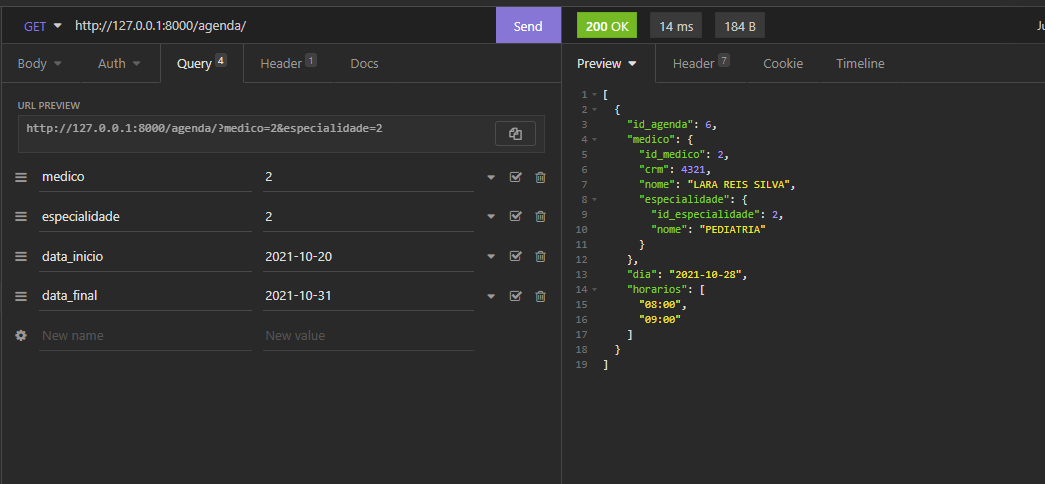 GET http://127.0.0.1:8000/agenda/ Send
200 OK 14 ms 184 B Ju
Body Auth Query 4 Header 1 Docs
Preview Header 7 Cookie Timeline
URL PREVIEW
http://127.0.0.1:8000/agenda/?medico=2&especialidade=2
medico 2
especialidade 2
data_inicio 2021-10-20
data_final 2021-10-31
New name New value
1 [
2 {
3 "id_agenda": 6,
4 "medico": {
5 "id_medico": 2,
6 "crm": 4321,
7 "nome": "LARA REIS SILVA",
8 "especialidade": {
9 "id_especialidade": 2,
10 "nome": "PEDIATRIA"
11 }
12 },
13 "dia": "2021-10-28",
14 "horarios": [
15 "08:00",
16 "09:00"
17 ]
18 }
19 ]